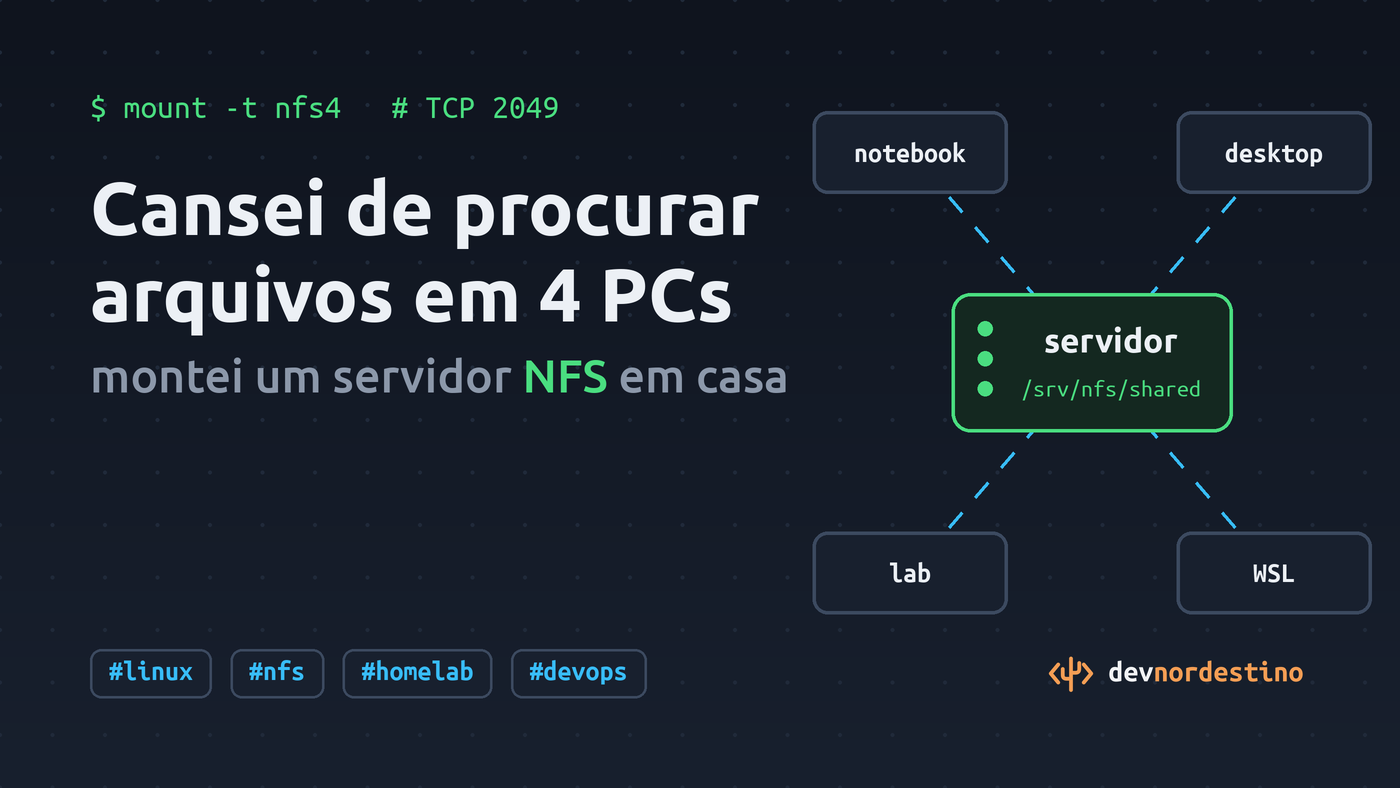 $ mount -t nfs4   # TCP 2049
Cansei de procurar
arquivos em 4 PCs
montei um servidor NFS em casa
notebook
desktop
servidor
/srv/nfs/shared
lab
WSL
#linux
#nfs
#homelab
#devops
devnordestino